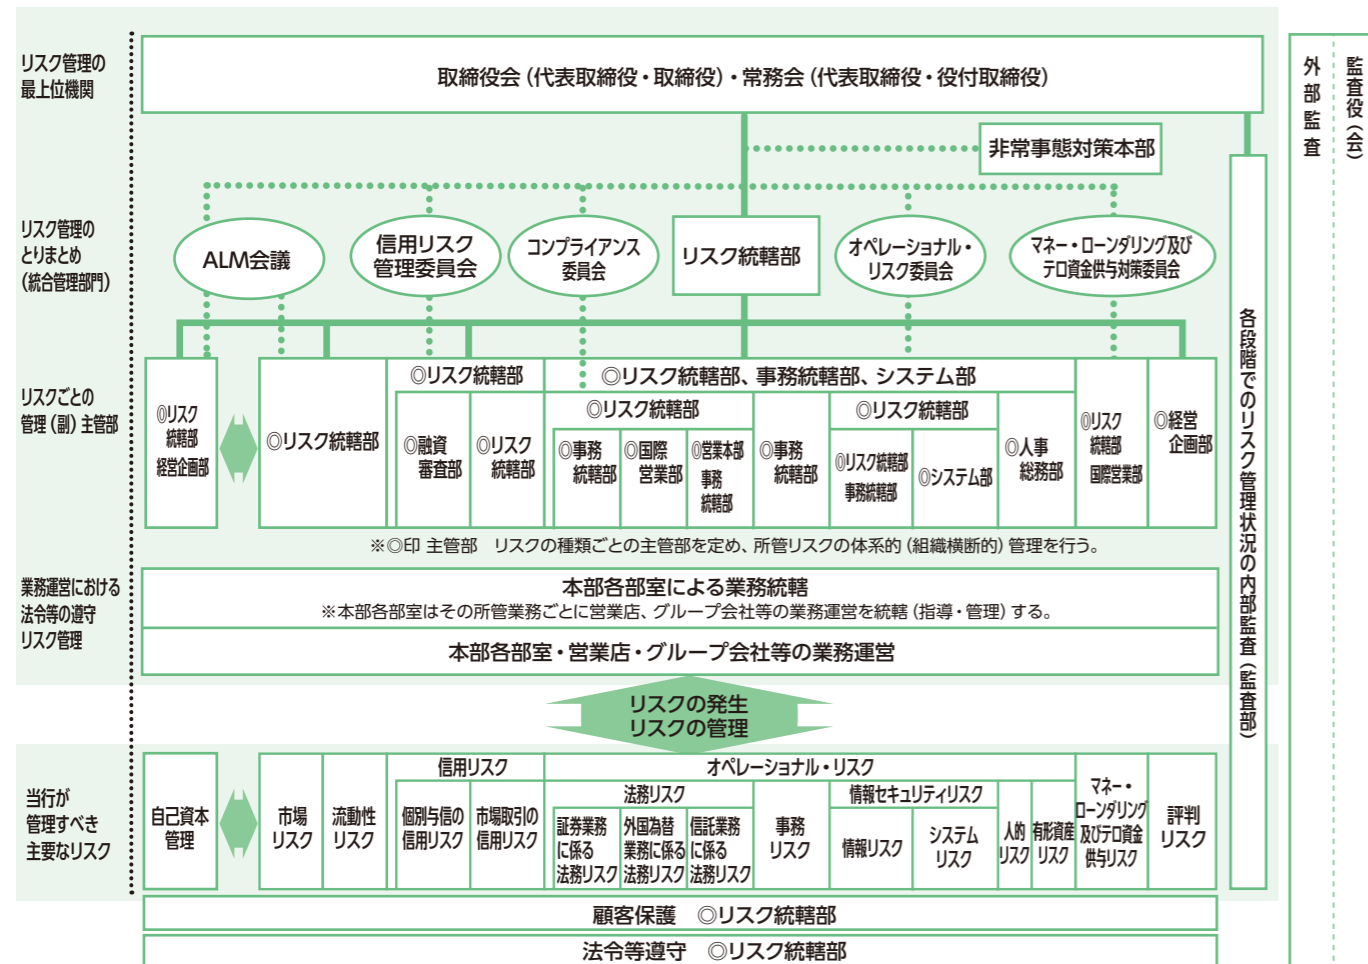 リスク管理の
最上位機関
取締役会（代表取締役・取締役）・常務会（代表取締役・役付取締役）
非常事態対策本部
外部監査
監査役（会）
リスク管理の
とりまとめ
（統合管理部門）
ALM会議
信用リスク
管理委員会
コンプライアンス
委員会
リスク統轄部
オペレーショナル・
リスク委員会
マネー・ローンダリング及び
テロ資金供与対策委員会
各段階でのリスク管理状況の内部監査（監査部）
リスクごとの
管理（副）主管部
◎リスク
統轄部
経営企画部
◎リスク統轄部
◎リスク統轄部
◎融資
審査部
◎リスク
統轄部
◎リスク統轄部、事務統轄部、システム部
◎リスク統轄部
◎事務
統轄部
◎国際
営業部
◎営業本部
事務
統轄部
◎事務
統轄部
◎リスク統轄部
◎リスク統轄部
事務統轄部
◎システム部
◎人事
総務部
◎リスク
統轄部
国際営業部
◎経営
企画部
※◎印 主管部　リスクの種類ごとの主管部を定め、所管リスクの体系的（組織横断的）管理を行う。
業務運営における
法令等の遵守
リスク管理
本部各部室による業務統轄
※本部各部室はその所管業務ごとに営業店、グループ会社等の業務運営を統轄（指導・管理）する。
本部各部室・営業店・グループ会社等の業務運営
リスクの発生
リスクの管理
当行が
管理すべき
主要なリスク
自己資本
管理
市場
リスク
流動性
リスク
信用リスク
個別与信の
信用リスク
市場取引の
信用リスク
オペレーショナル・リスク
法務リスク
証券業務
に係る
法務リスク
外国為替
業務に係る
法務リスク
信託業務
に係る
法務リスク
事務
リスク
情報セキュリティリスク
情報リスク
システム
リスク
人的
リスク
有形資産
リスク
マネー・
ローンダリング
及びテロ資金
供与リスク
評判
リスク
顧客保護　◎リスク統轄部
法令等遵守　◎リスク統轄部